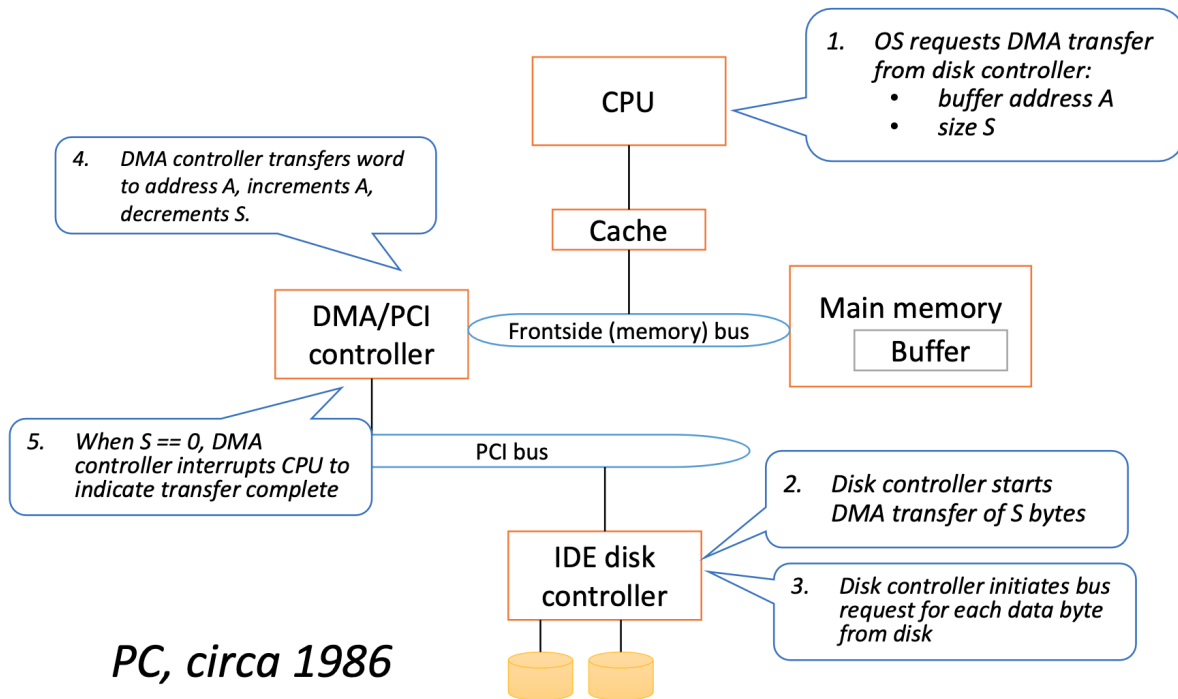 1. OS requests DMA transfer
from disk controller:
• buffer address A
• size S
CPU
4. DMA controller transfers word
to address A, increments A,
decrements S.
Cache
DMA/PCI
controller
Frontside (memory) bus
Main memory
Buffer
5. When S == 0, DMA
controller interrupts CPU to
indicate transfer complete
PCI bus
2. Disk controller starts
DMA transfer of S bytes
IDE disk
controller
3. Disk controller initiates bus
request for each data byte
from disk
PC, circa 1986